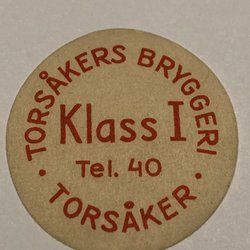 TORSÅKERS BRYGGERI
Klass I
Tel. 40
· TORSÅKER ·